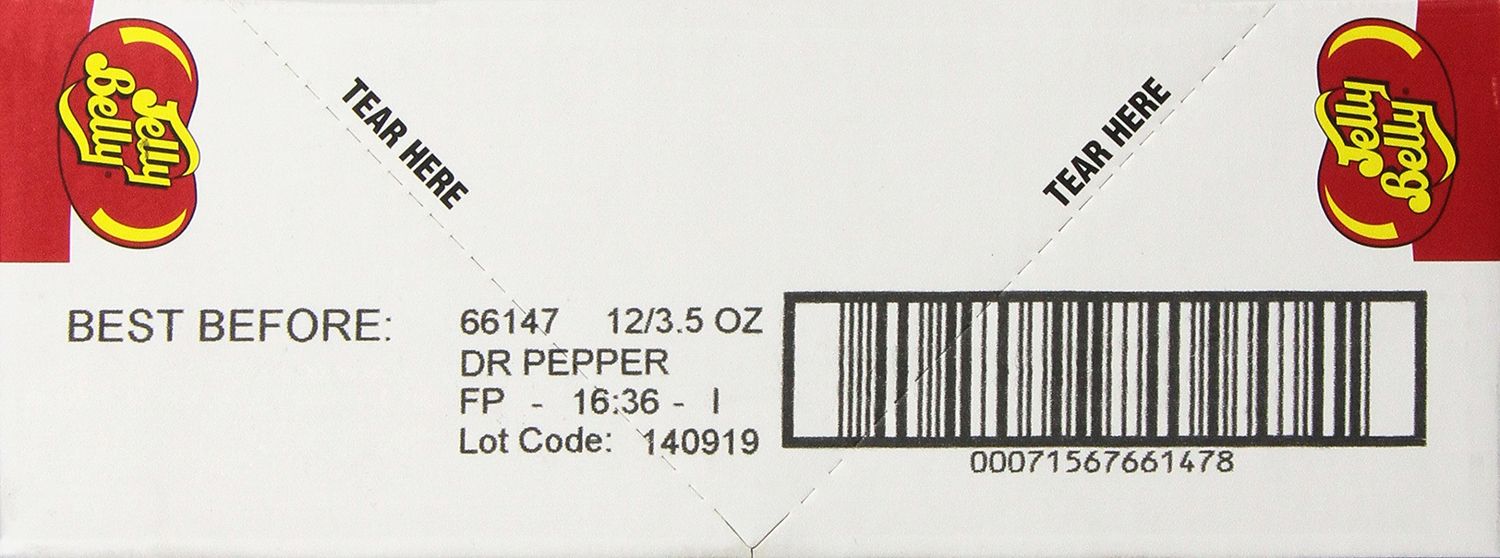 Jelly
Belly
TEAR HERE
TEAR HERE
Jelly
Belly
BEST BEFORE:
66147 12/3.5 OZ
DR PEPPER
FP - 16:36 - I
Lot Code: 140919
00071567661478